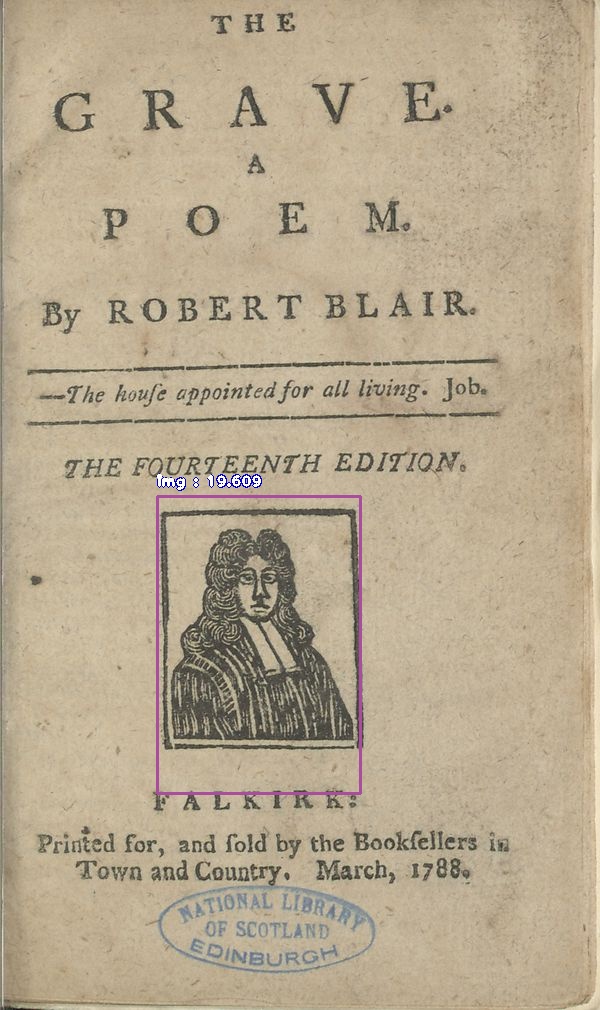 THE
GRAVE.
A
POEM.
By ROBERT BLAIR.
—The houſe appointed for all living. Job.
THE FOURTEENTH EDITION.
img : 19.609
FALKIRK:
Printed for, and ſold by the Bookſellers in
Town and Country. March, 1788.
NATIONAL LIBRARY
OF SCOTLAND
EDINBURGH